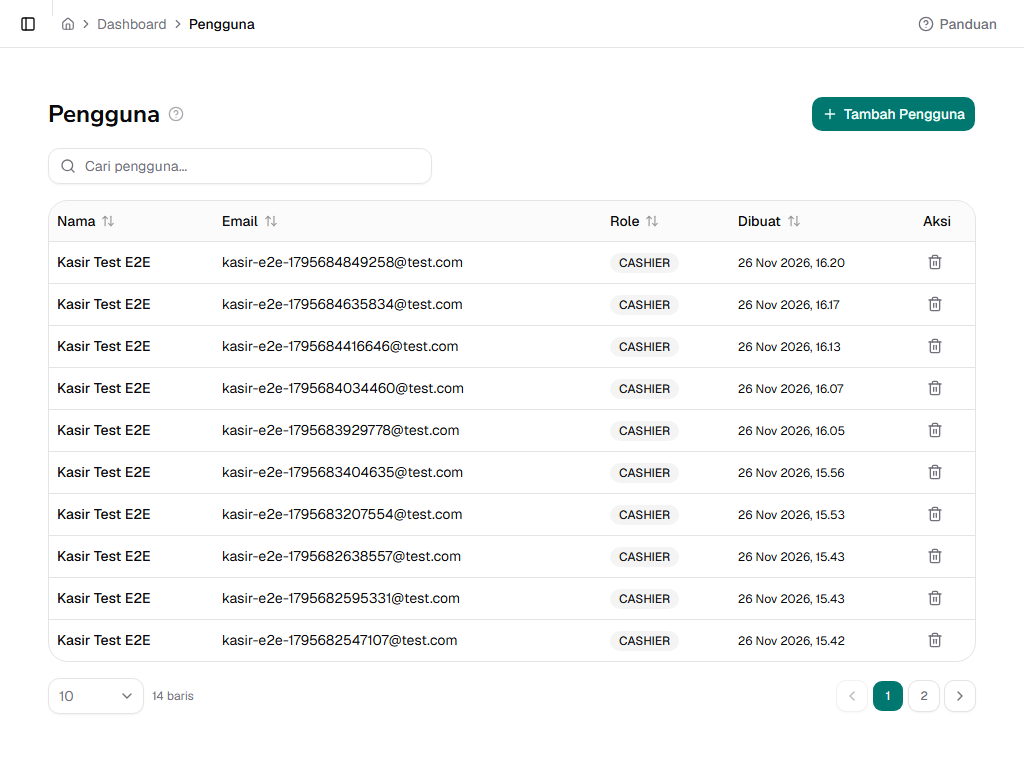 Dashboard Pengguna Panduan
Pengguna
Tambah Pengguna
Cari pengguna...
Nama Email Role Dibuat Aksi
Kasir Test E2E kasir-e2e-1795684849258@test.com CASHIER 26 Nov 2026, 16.20
Kasir Test E2E kasir-e2e-1795684635834@test.com CASHIER 26 Nov 2026, 16.17
Kasir Test E2E kasir-e2e-1795684416646@test.com CASHIER 26 Nov 2026, 16.13
Kasir Test E2E kasir-e2e-1795684034460@test.com CASHIER 26 Nov 2026, 16.07
Kasir Test E2E kasir-e2e-1795683929778@test.com CASHIER 26 Nov 2026, 16.05
Kasir Test E2E kasir-e2e-1795683404635@test.com CASHIER 26 Nov 2026, 15.56
Kasir Test E2E kasir-e2e-1795683207554@test.com CASHIER 26 Nov 2026, 15.53
Kasir Test E2E kasir-e2e-1795682638557@test.com CASHIER 26 Nov 2026, 15.43
Kasir Test E2E kasir-e2e-1795682595331@test.com CASHIER 26 Nov 2026, 15.43
Kasir Test E2E kasir-e2e-1795682547107@test.com CASHIER 26 Nov 2026, 15.42
10 14 baris 1 2